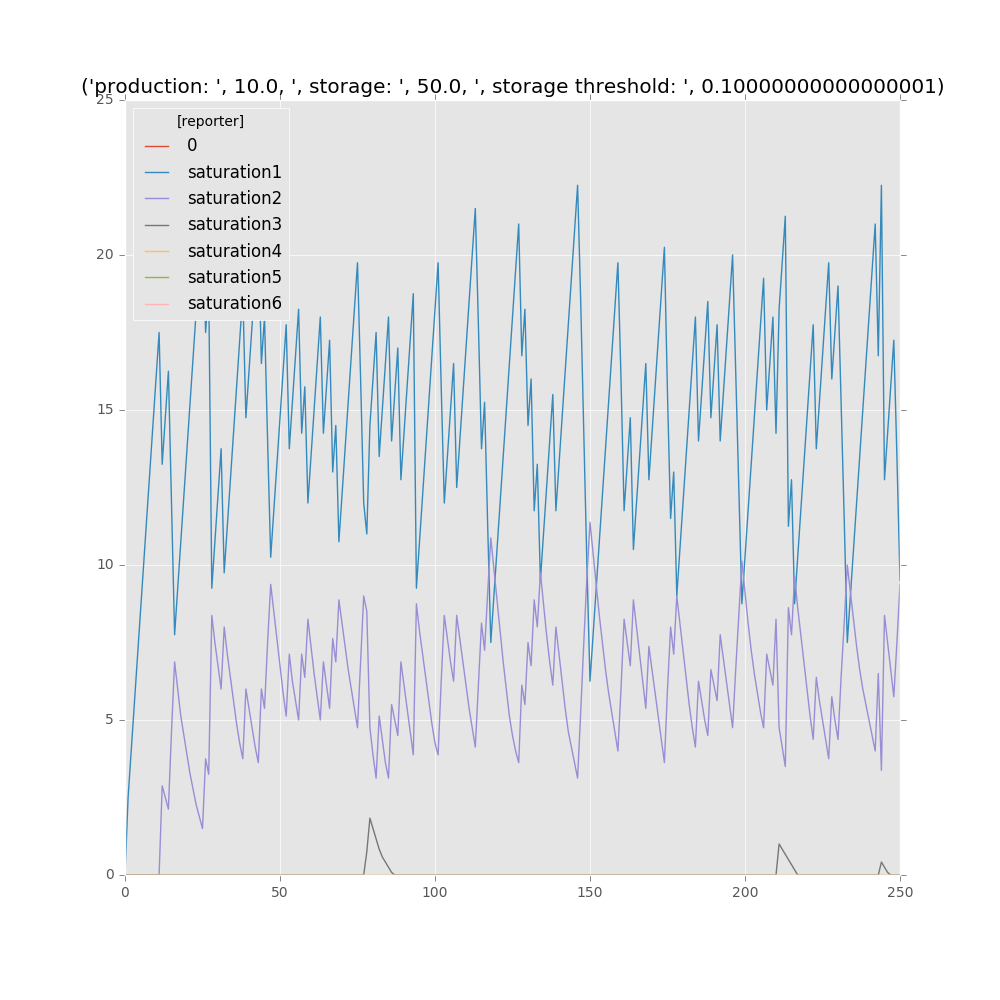 ('production: ', 10.0, ', storage: ', 50.0, ', storage threshold: ', 0.10000000000000001)
25
[reporter]
0
saturation1
saturation2
saturation3
saturation4
saturation5
saturation6
20
15
10
5
0
0 50 100 150 200 250